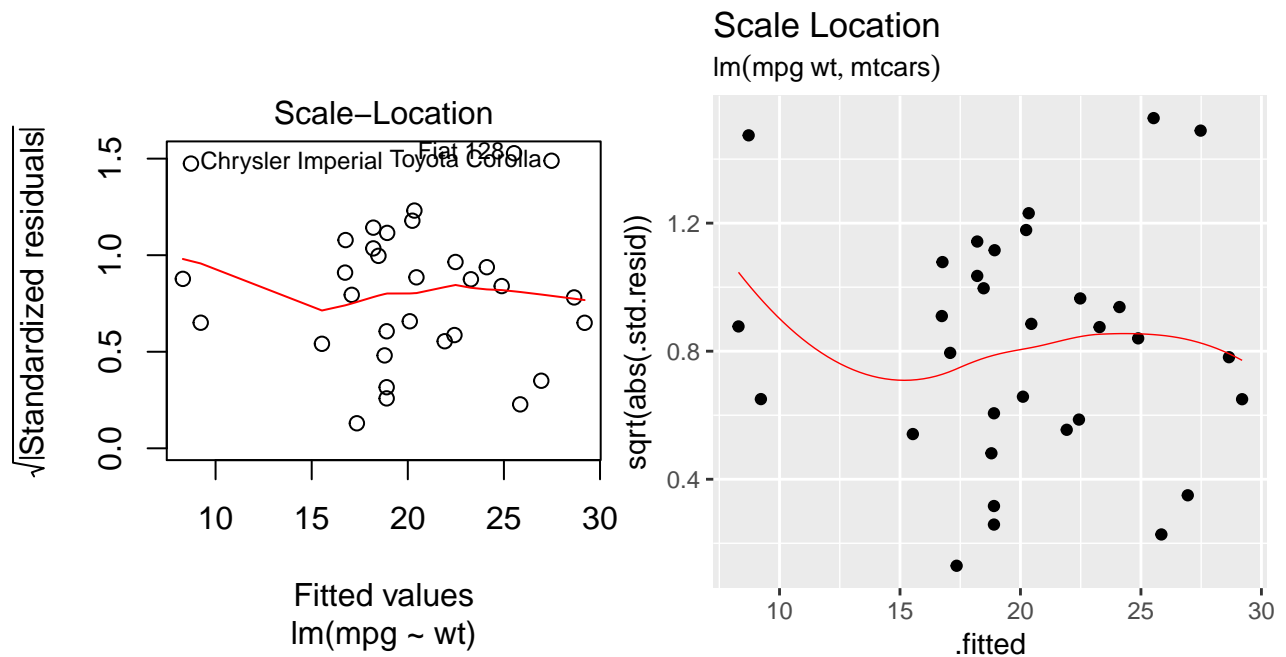 Scale−Location
√|Standardized residuals|
1.5
1.0
0.5
0.0
Chrysler Imperial
Toyota Corolla
Fiat 128
10 15 20 25 30
Fitted values
lm(mpg ~ wt)
Scale Location
lm(mpg wt, mtcars)
sqrt(abs(.std.resid))
1.2
0.8
0.4
10 15 20 25 30
.fitted